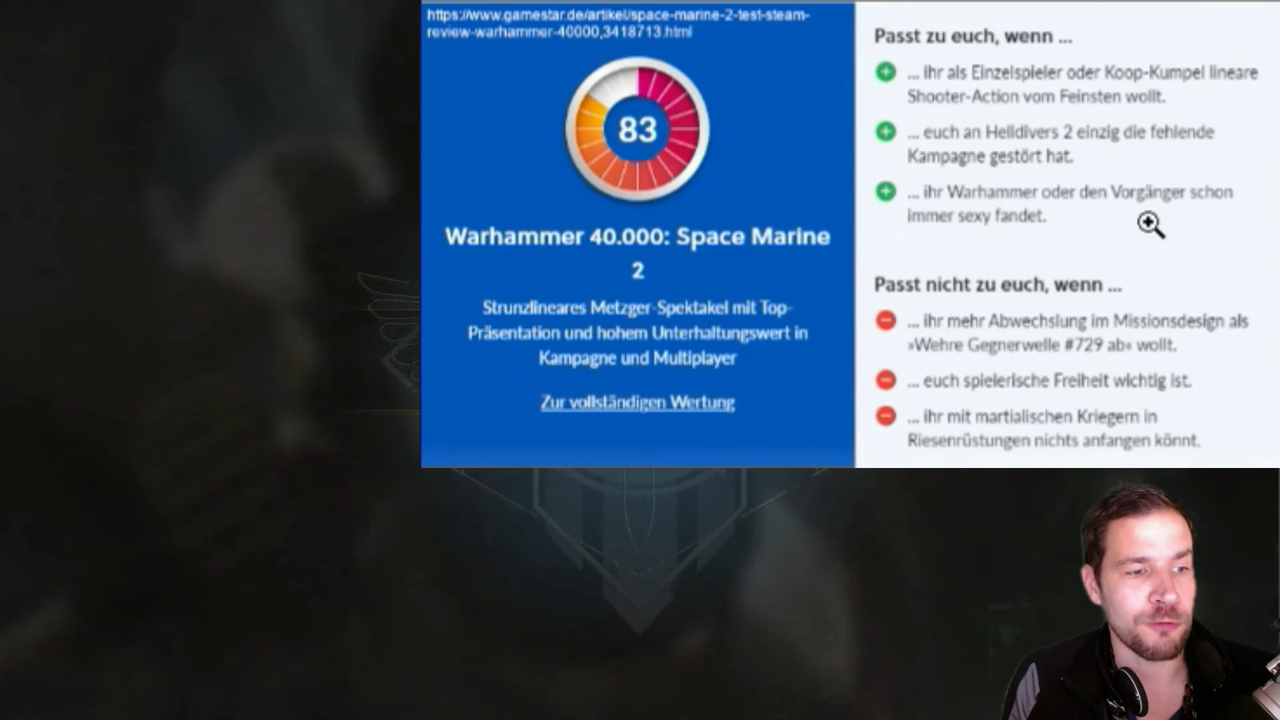 https://www.gamestar.de/artikel/space-marine-2-test-steam-
review-warhammer-40000,3418713.html
83
Warhammer 40.000: Space Marine
2
Strunzlineares Metzger-Spektakel mit Top-
Präsentation und hohem Unterhaltungswert in
Kampagne und Multiplayer
Zur vollständigen Wertung
Passt zu euch, wenn ...
... ihr als Einzelspieler oder Koop-Kumpel lineare
Shooter-Action vom Feinsten wollt.
... euch an Helldivers 2 einzig die fehlende
Kampagne gestört hat.
... ihr Warhammer oder den Vorgänger schon
immer sexy fandet.
Passt nicht zu euch, wenn ...
... ihr mehr Abwechslung im Missionsdesign als
»Wehre Gegnerwelle #729 ab« wollt.
... euch spielerische Freiheit wichtig ist.
... ihr mit martialischen Kriegern in
Riesenrüstungen nichts anfangen könnt.